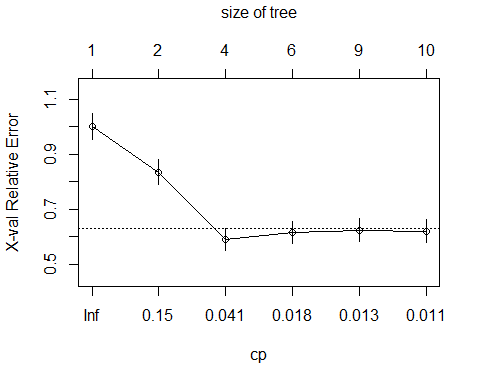 size of tree
1 2 4 6 9 10
X-val Relative Error
1.1
0.9
0.7
0.5
Inf 0.15 0.041 0.018 0.013 0.011
cp